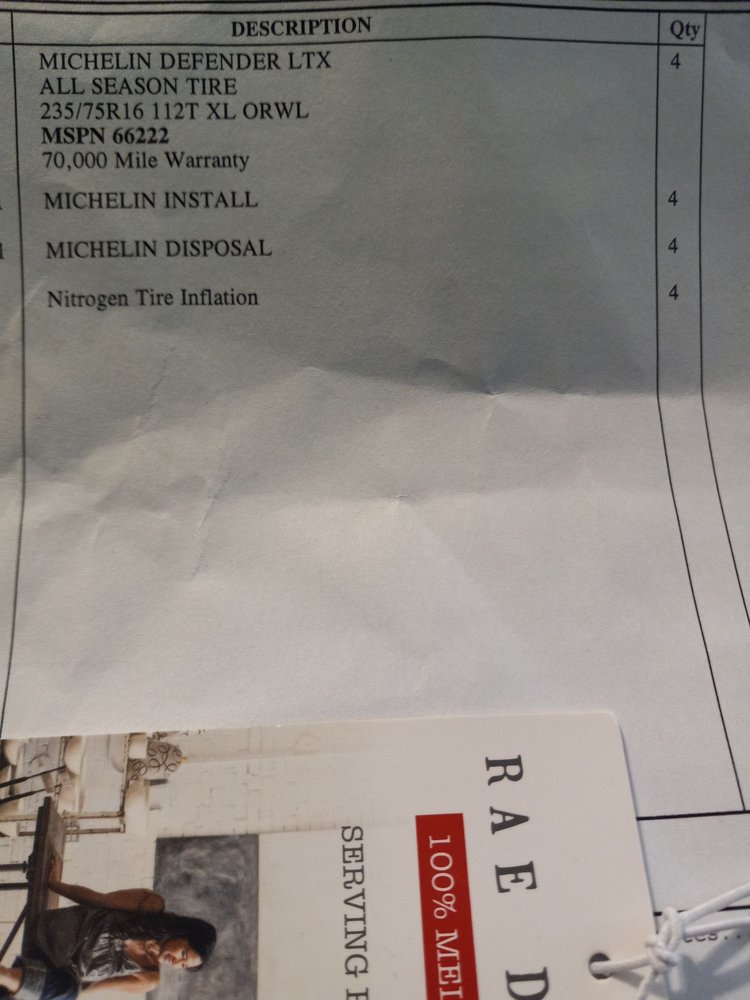 DESCRIPTION Qty
MICHELIN DEFENDER LTX 4
ALL SEASON TIRE
235/75R16 112T XL ORWL
MSPN 66222
70,000 Mile Warranty
MICHELIN INSTALL 4
MICHELIN DISPOSAL 4
Nitrogen Tire Inflation 4
RAE D
100%
SERVING